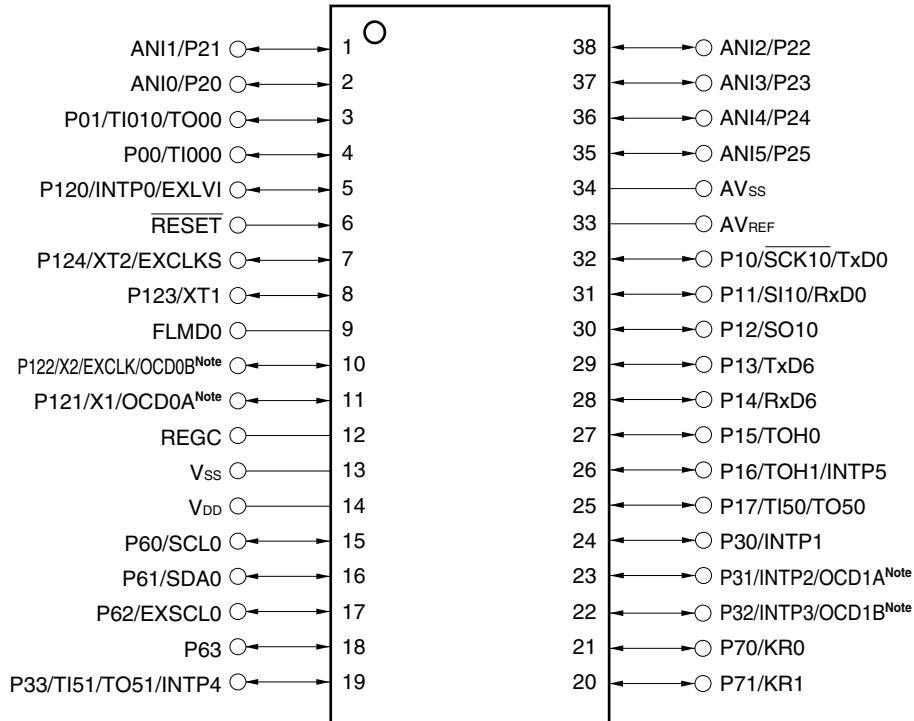 ANI1/P21 1 38 ANI2/P22
ANI0/P20 2 37 ANI3/P23
P01/TI010/TO00 3 36 ANI4/P24
P00/TI000 4 35 ANI5/P25
P120/INTP0/EXLVI 5 34 AVSS
RESET 6 33 AVREF
P124/XT2/EXCLKS 7 32 P10/SCK10/TxD0
P123/XT1 8 31 P11/SI10/RxD0
FLMD0 9 30 P12/SO10
P122/X2/EXCLK/OCD0BNote 10 29 P13/TxD6
P121/X1/OCD0ANote 11 28 P14/RxD6
REGC 12 27 P15/TOH0
VSS 13 26 P16/TOH1/INTP5
VDD 14 25 P17/TI50/TO50
P60/SCL0 15 24 P30/INTP1
P61/SDA0 16 23 P31/INTP2/OCD1ANote
P62/EXSCL0 17 22 P32/INTP3/OCD1BNote
P63 18 21 P70/KR0
P33/TI51/TO51/INTP4 19 20 P71/KR1